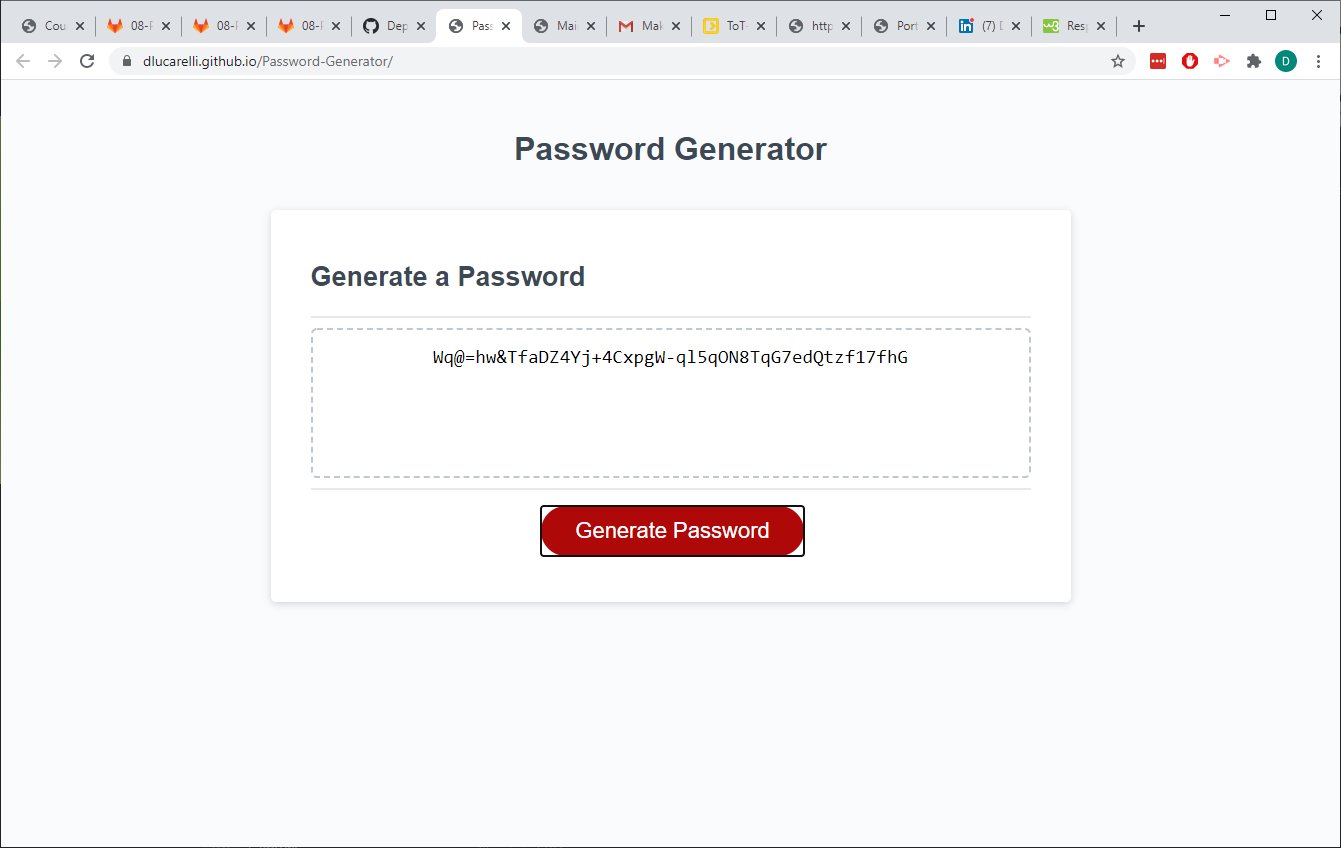 Cou
08-F
08-F
08-F
Dep
Pass
Mai
Mak
ToT-
http
Port
(7) D
Resp
dlucarelli.github.io/Password-Generator/
D
Password Generator
Generate a Password
Wq@=hw&TfaDZ4Yj+4CxpgW-ql5qON8TqG7edQtzf17fhG
Generate Password